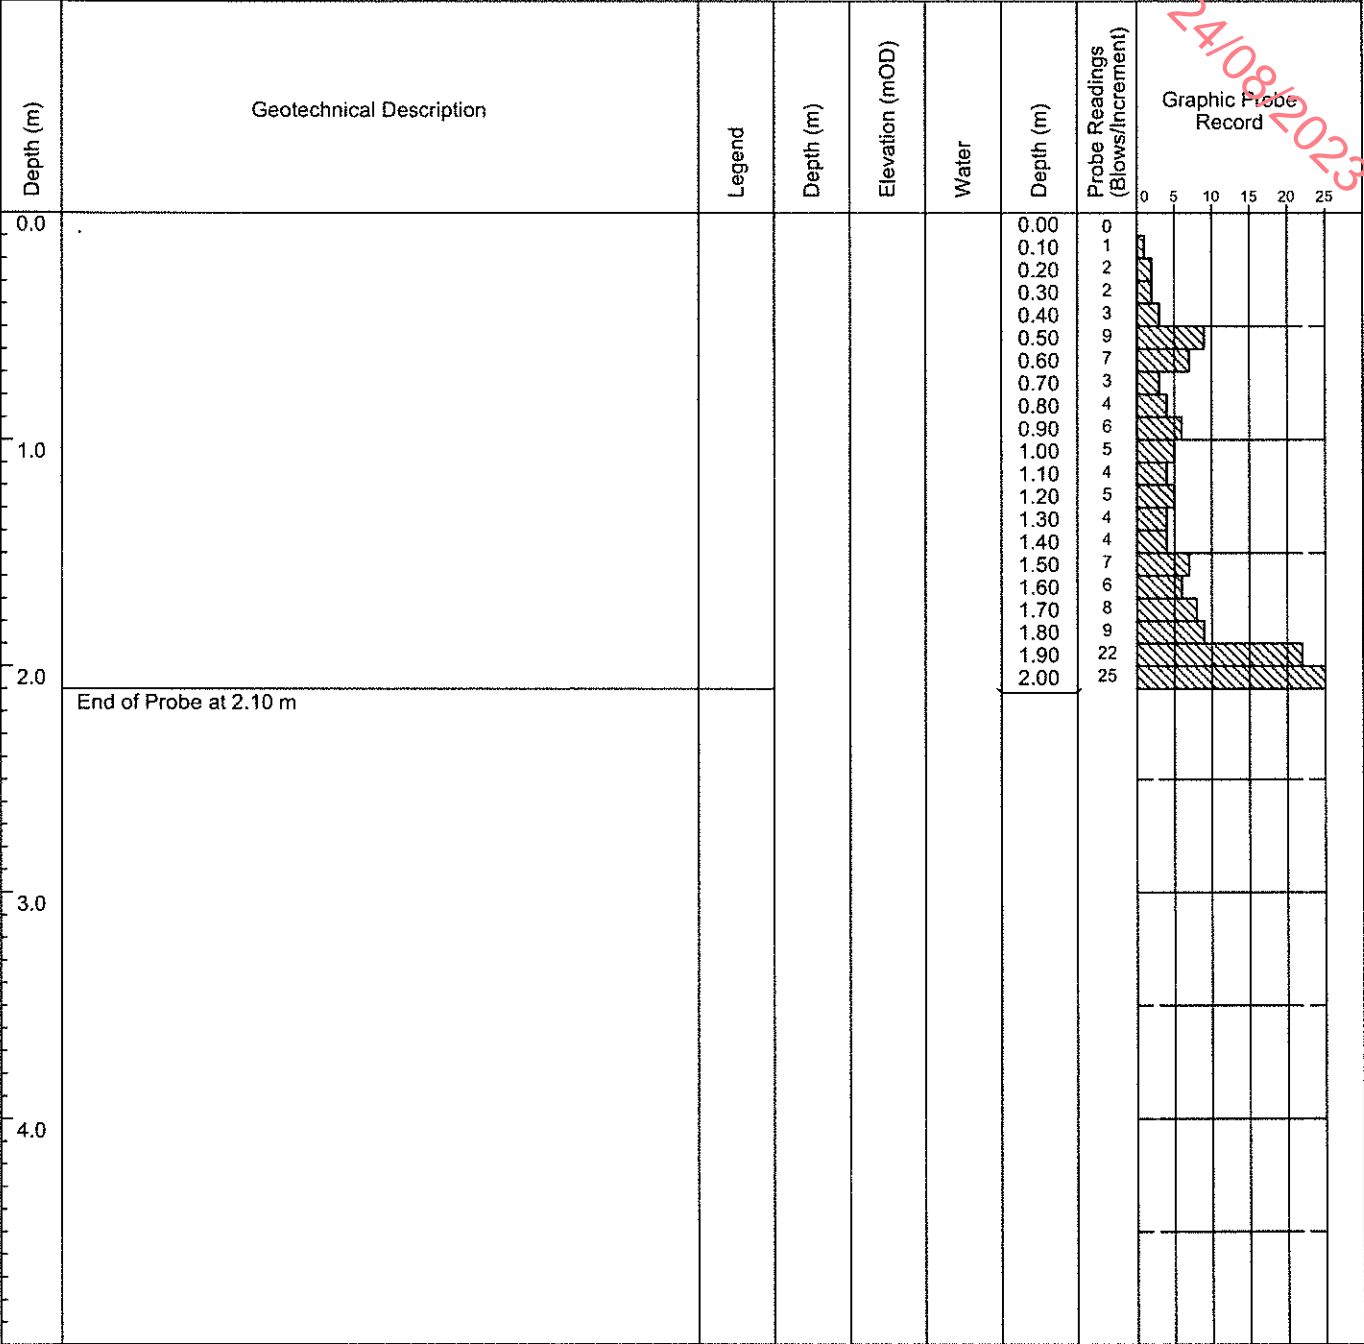 Depth (m)
Geotechnical Description
Legend
Depth (m)
Elevation (mOD)
Water
Depth (m)
Probe Readings
(Blows/Increment)
Graphic Probe
Record
24/08/2023
0 5 10 15 20 25
0.0
0.00 0
0.10 1
0.20 2
0.30 2
0.40 3
0.50 9
0.60 7
0.70 3
0.80 4
0.90 6
1.0
1.00 5
1.10 4
1.20 5
1.30 4
1.40 4
1.50 7
1.60 6
1.70 8
1.80 9
1.90 22
2.0
2.00 25
End of Probe at 2.10 m
3.0
4.0